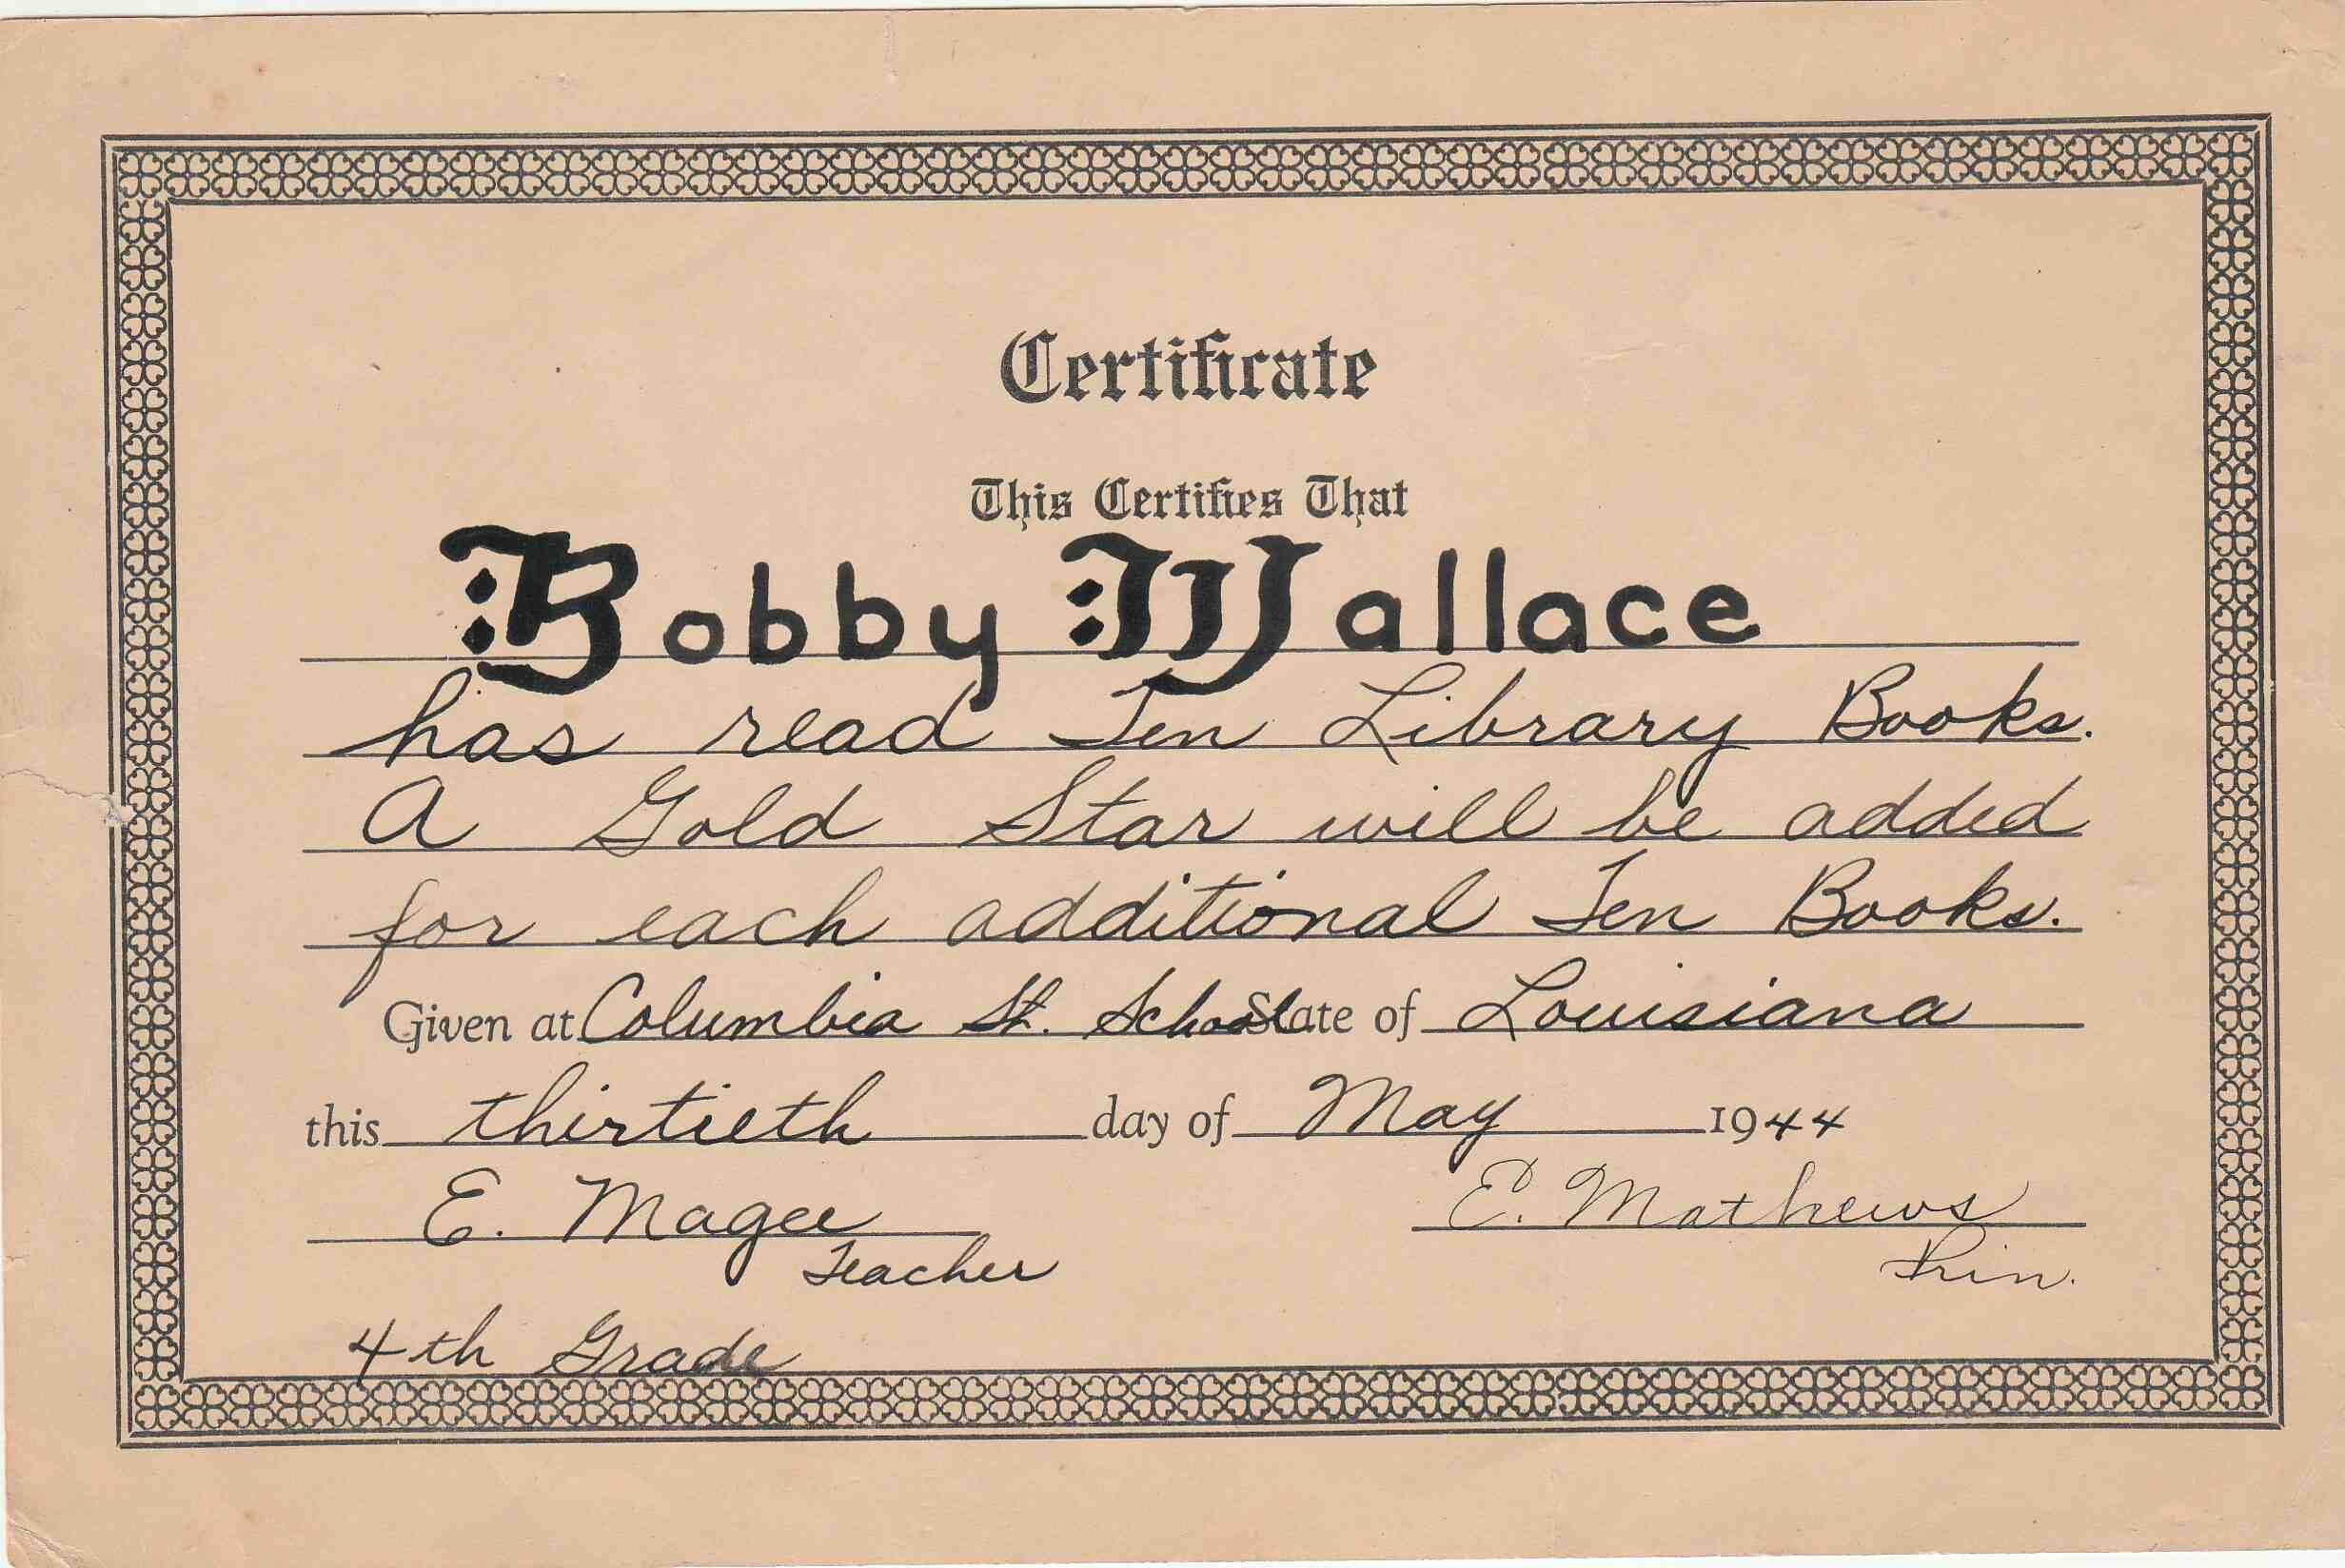 Certificate
This Certifies That
Bobby Wallace
has read Ten Library Books.
A Gold Star will be added
for each additional Ten Books.
Given at Columbia St. School State of Louisiana
this thirtieth day of May 1944
E. Magee E. Mathews
Teacher Prin.
4th Grade